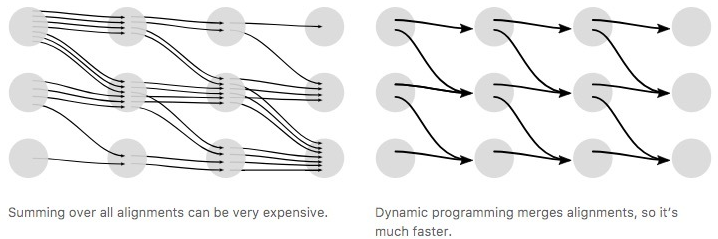 Summing over all alignments can be very expensive.
Dynamic programming merges alignments, so it's
much faster.